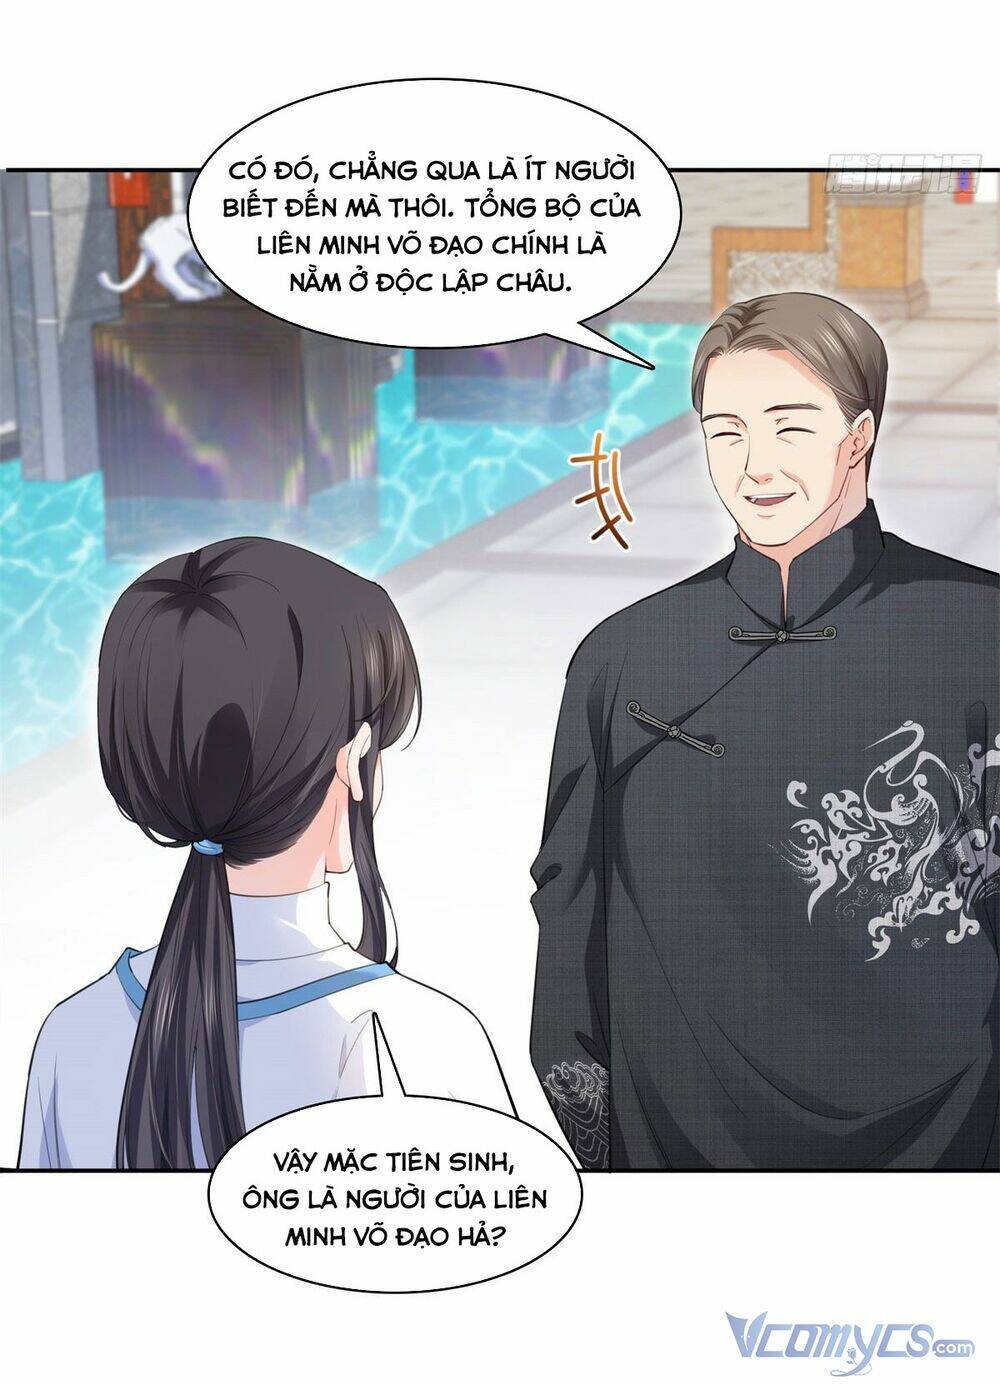 CÓ ĐÓ, CHẲNG QUA LÀ ÍT NGƯỜI
BIẾT ĐẾN MÀ THÔI. TỔNG BỘ CỦA
LIÊN MINH VÕ ĐẠO CHÍNH LÀ
NẰM Ở ĐỘC LẬP CHÂU.
VẬY MẶC TIÊN SINH,
ÔNG LÀ NGƯỜI CỦA LIÊN
MINH VÕ ĐẠO HẢ?
Vcomycs.com